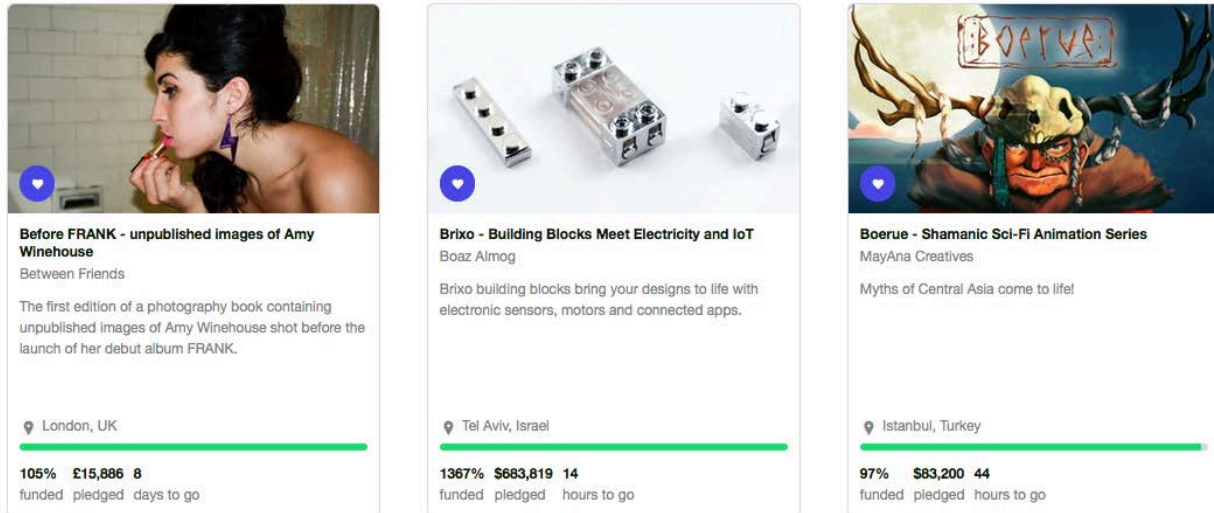 BOERUE
Before FRANK - unpublished images of Amy
Winehouse
Between Friends
The first edition of a photography book containing
unpublished images of Amy Winehouse shot before the
launch of her debut album FRANK.
London, UK
105% £15,886 8
funded pledged days to go
Brixo - Building Blocks Meet Electricity and IoT
Boaz Almog
Brixo building blocks bring your designs to life with
electronic sensors, motors and connected apps.
Tel Aviv, Israel
1367% $683,819 14
funded pledged hours to go
Boerue - Shamanic Sci-Fi Animation Series
MayAna Creatives
Myths of Central Asia come to life!
Istanbul, Turkey
97% $83,200 44
funded pledged hours to go